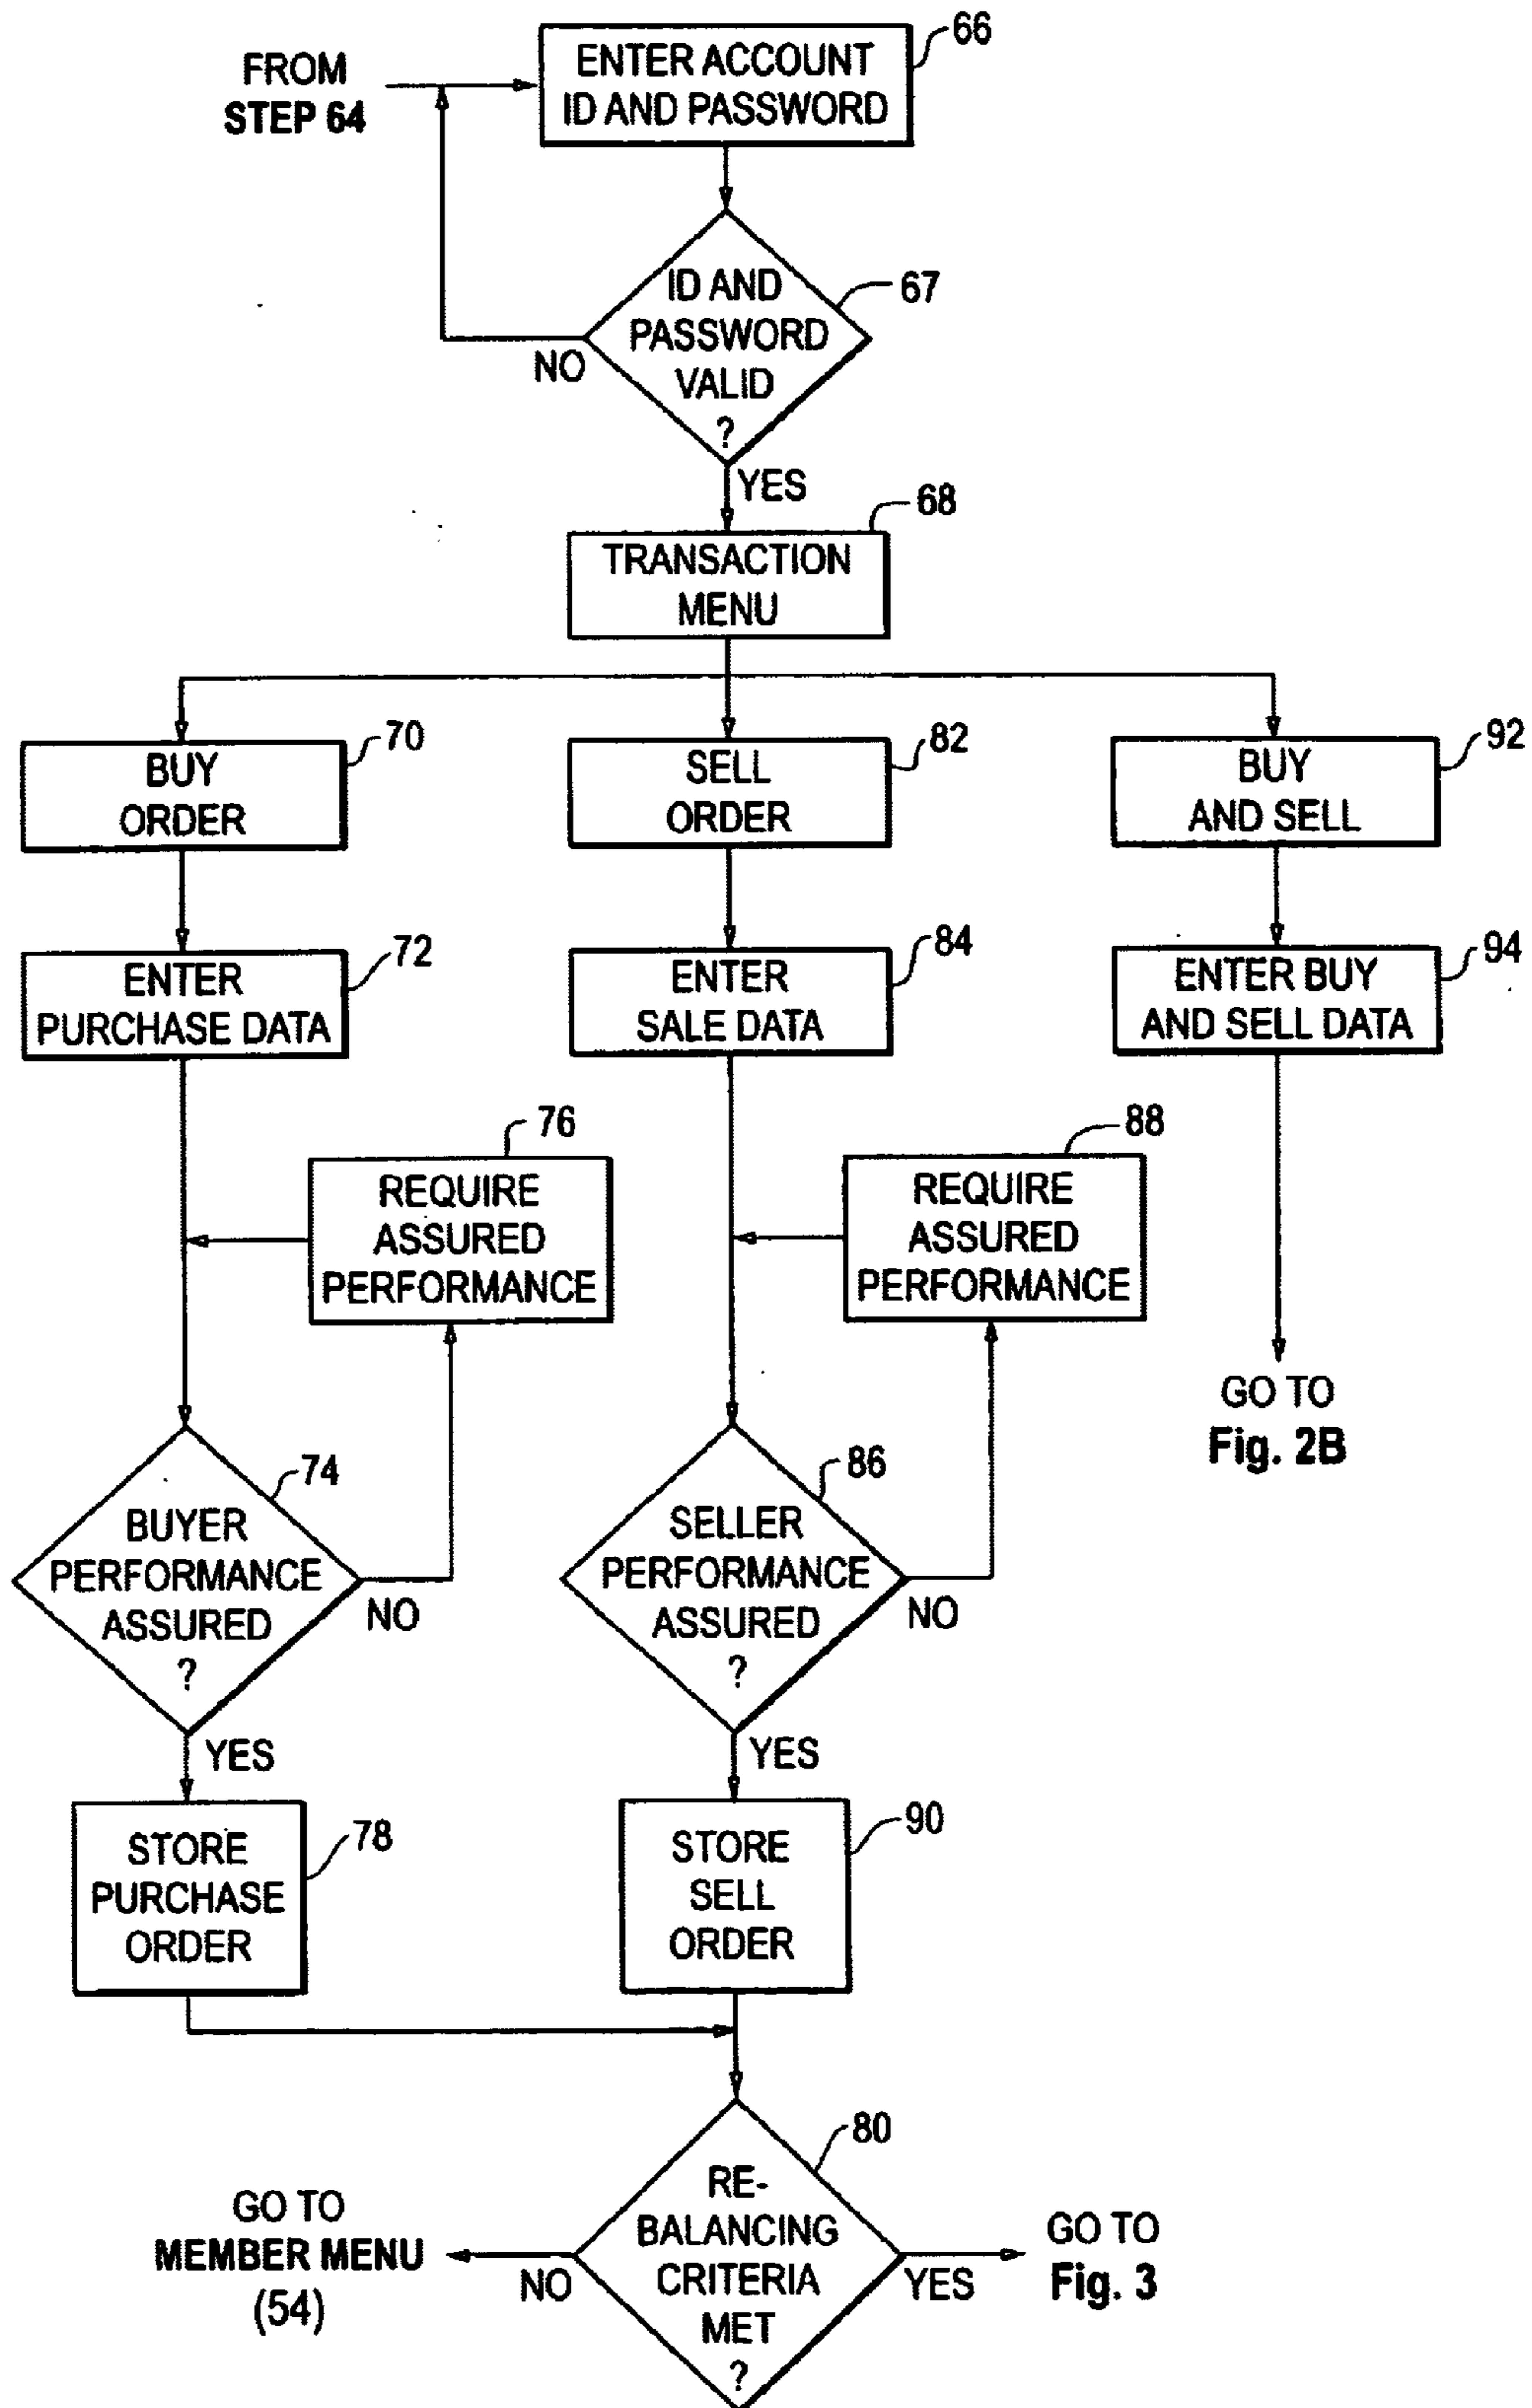 66
ENTER ACCOUNT
ID AND PASSWORD
FROM
STEP 64
67
ID AND
PASSWORD
VALID
?
NO
YES
68
TRANSACTION
MENU
70
BUY
ORDER
82
SELL
ORDER
92
BUY
AND SELL
72
ENTER
PURCHASE DATA
84
ENTER
SALE DATA
94
ENTER BUY
AND SELL DATA
76
REQUIRE
ASSURED
PERFORMANCE
88
REQUIRE
ASSURED
PERFORMANCE
GO TO
Fig. 2B
74
BUYER
PERFORMANCE
ASSURED
?
NO
YES
86
SELLER
PERFORMANCE
ASSURED
?
NO
YES
78
STORE
PURCHASE
ORDER
90
STORE
SELL
ORDER
80
RE-
BALANCING
CRITERIA
MET
?
GO TO
MEMBER MENU
(54)
NO
YES
GO TO
Fig. 3